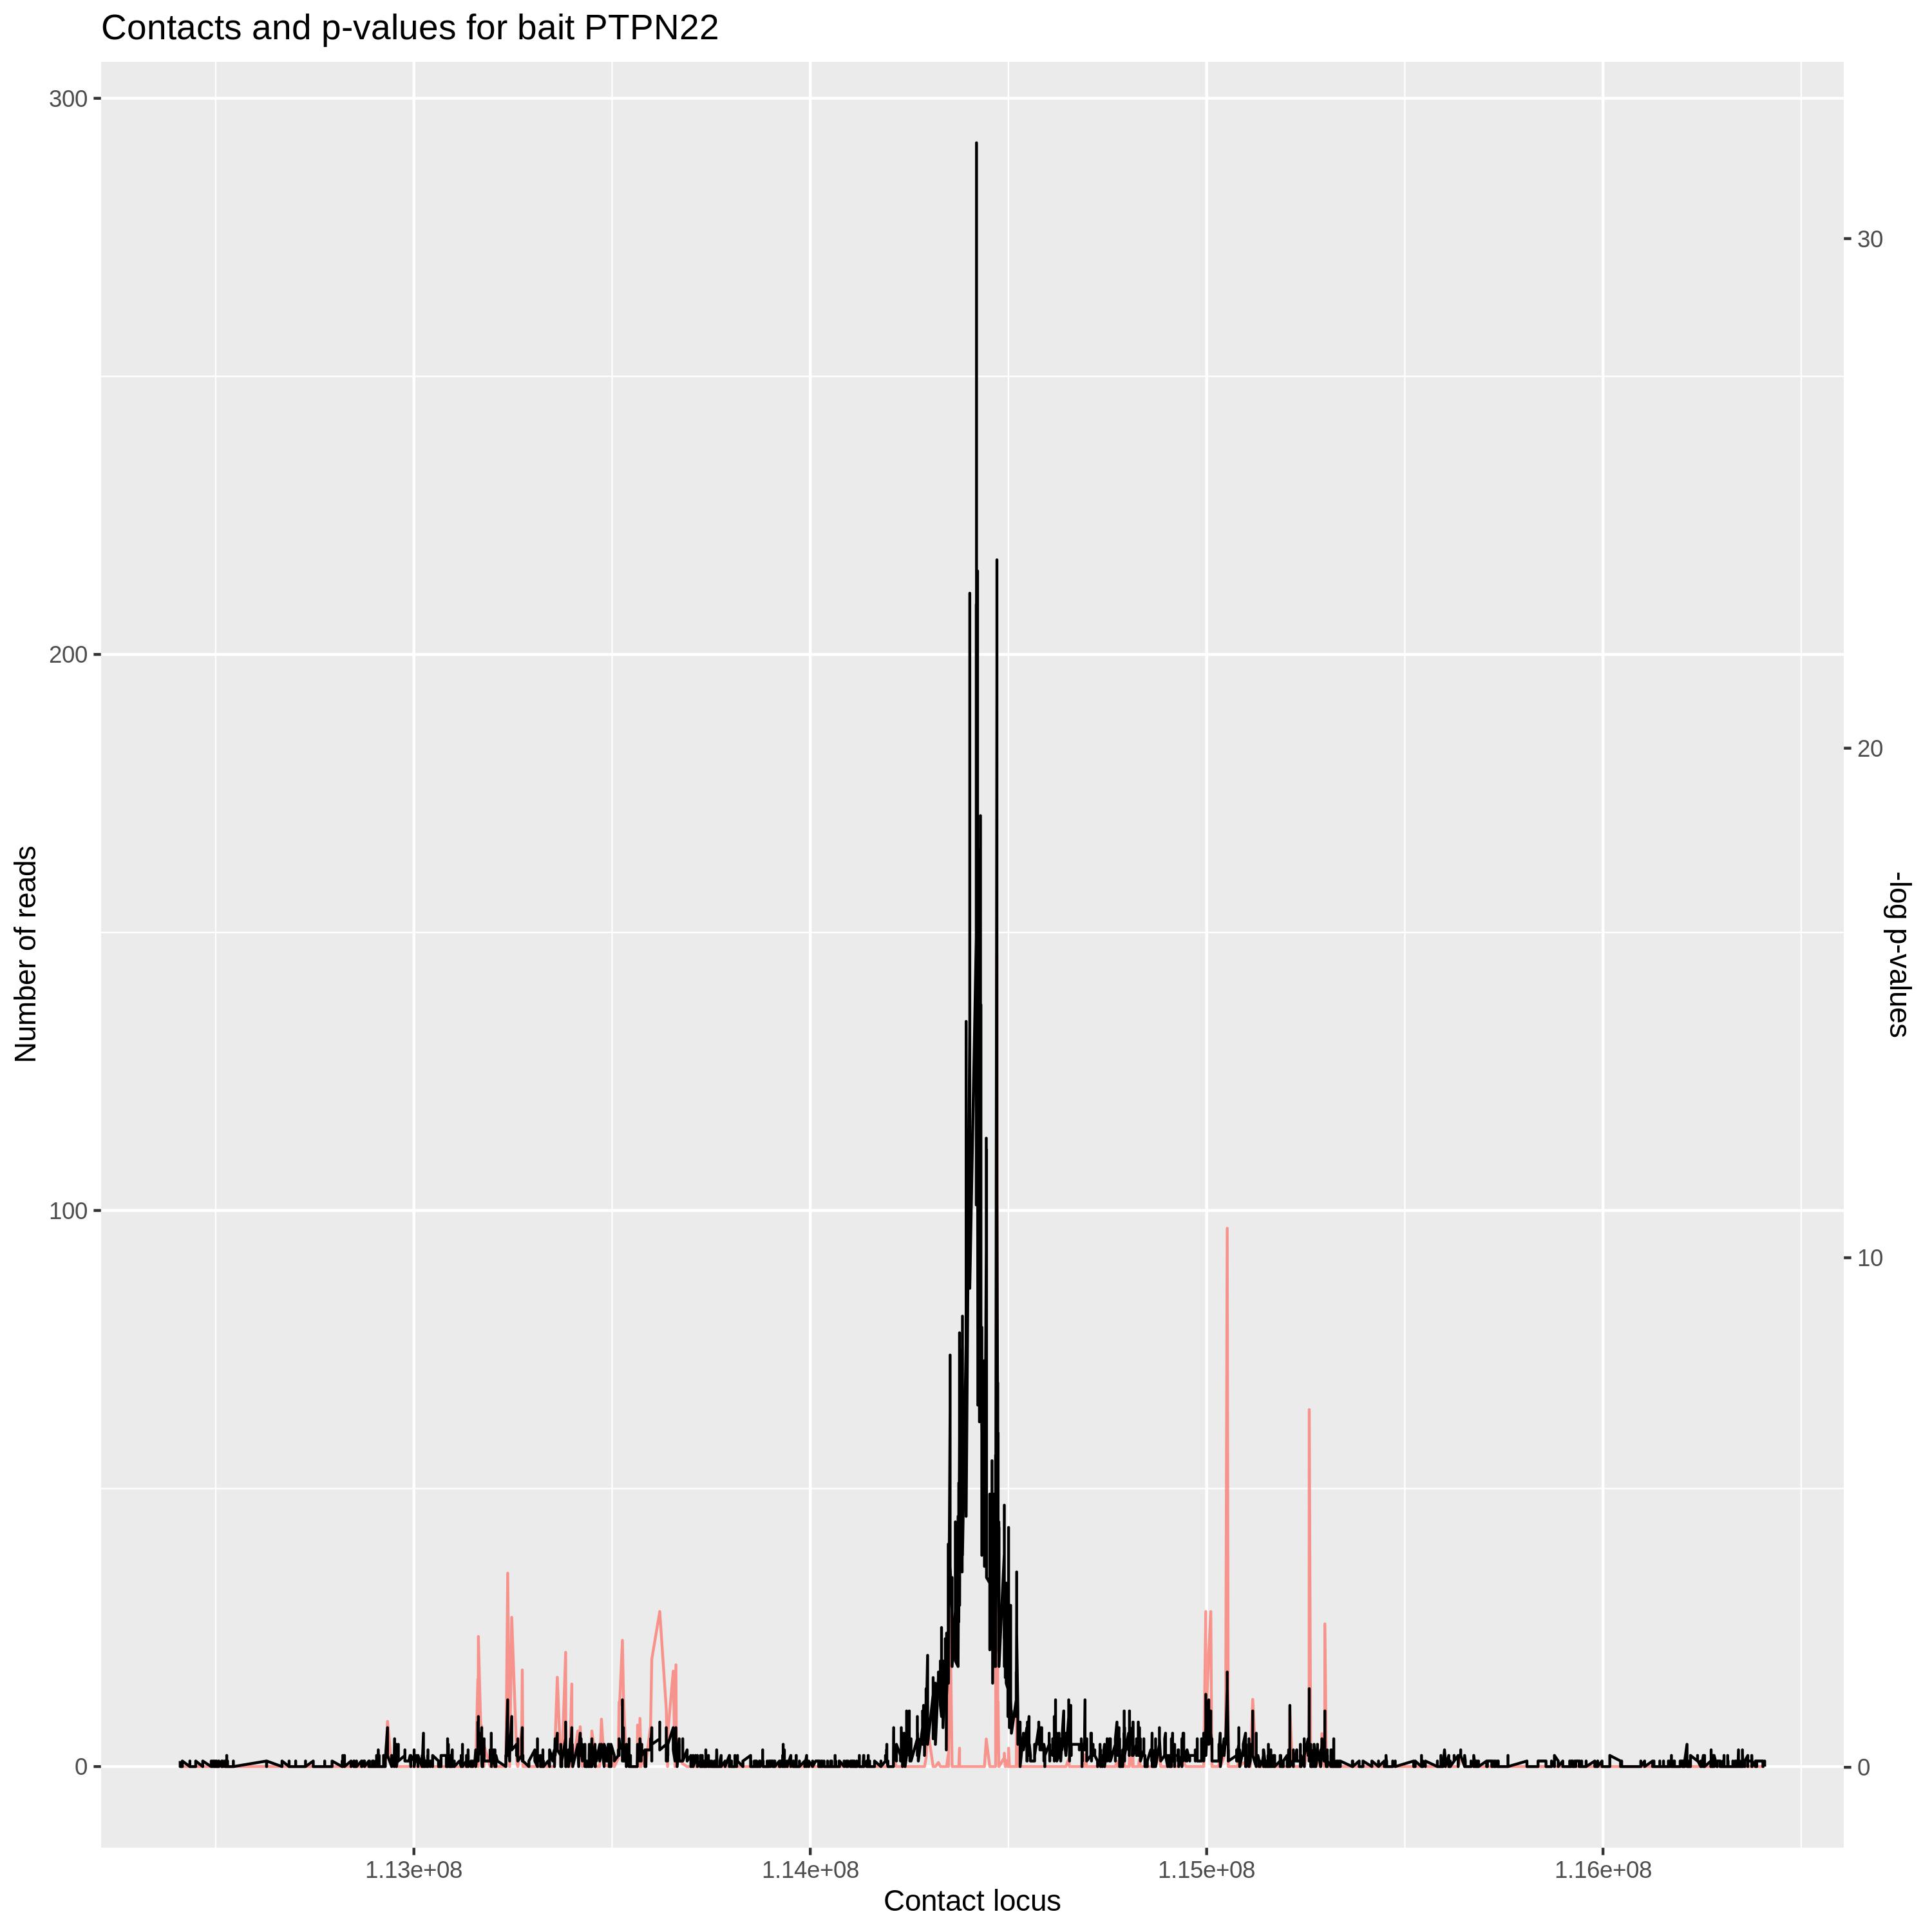 Contacts and p-values for bait PTPN22
300
200
100
0
Number of reads
30
20
10
0
-log p-values
1.13e+08
1.14e+08
1.15e+08
1.16e+08
Contact locus